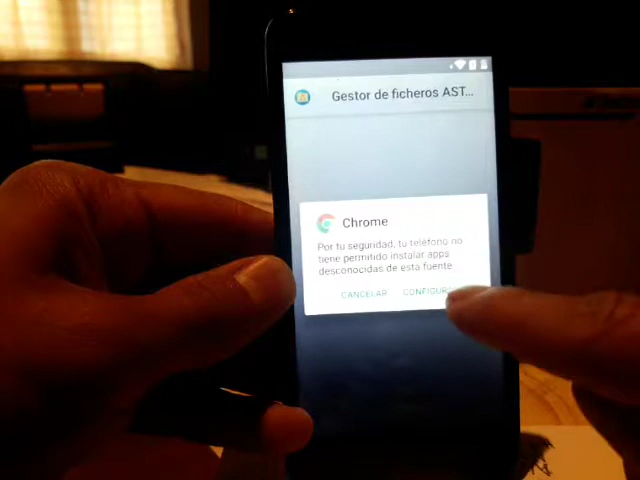 Gestor de ficheros AST...
Chrome
Por tu seguridad, tu teléfono no
tiene permitido instalar apps
desconocidas de esta fuente
CANCELAR